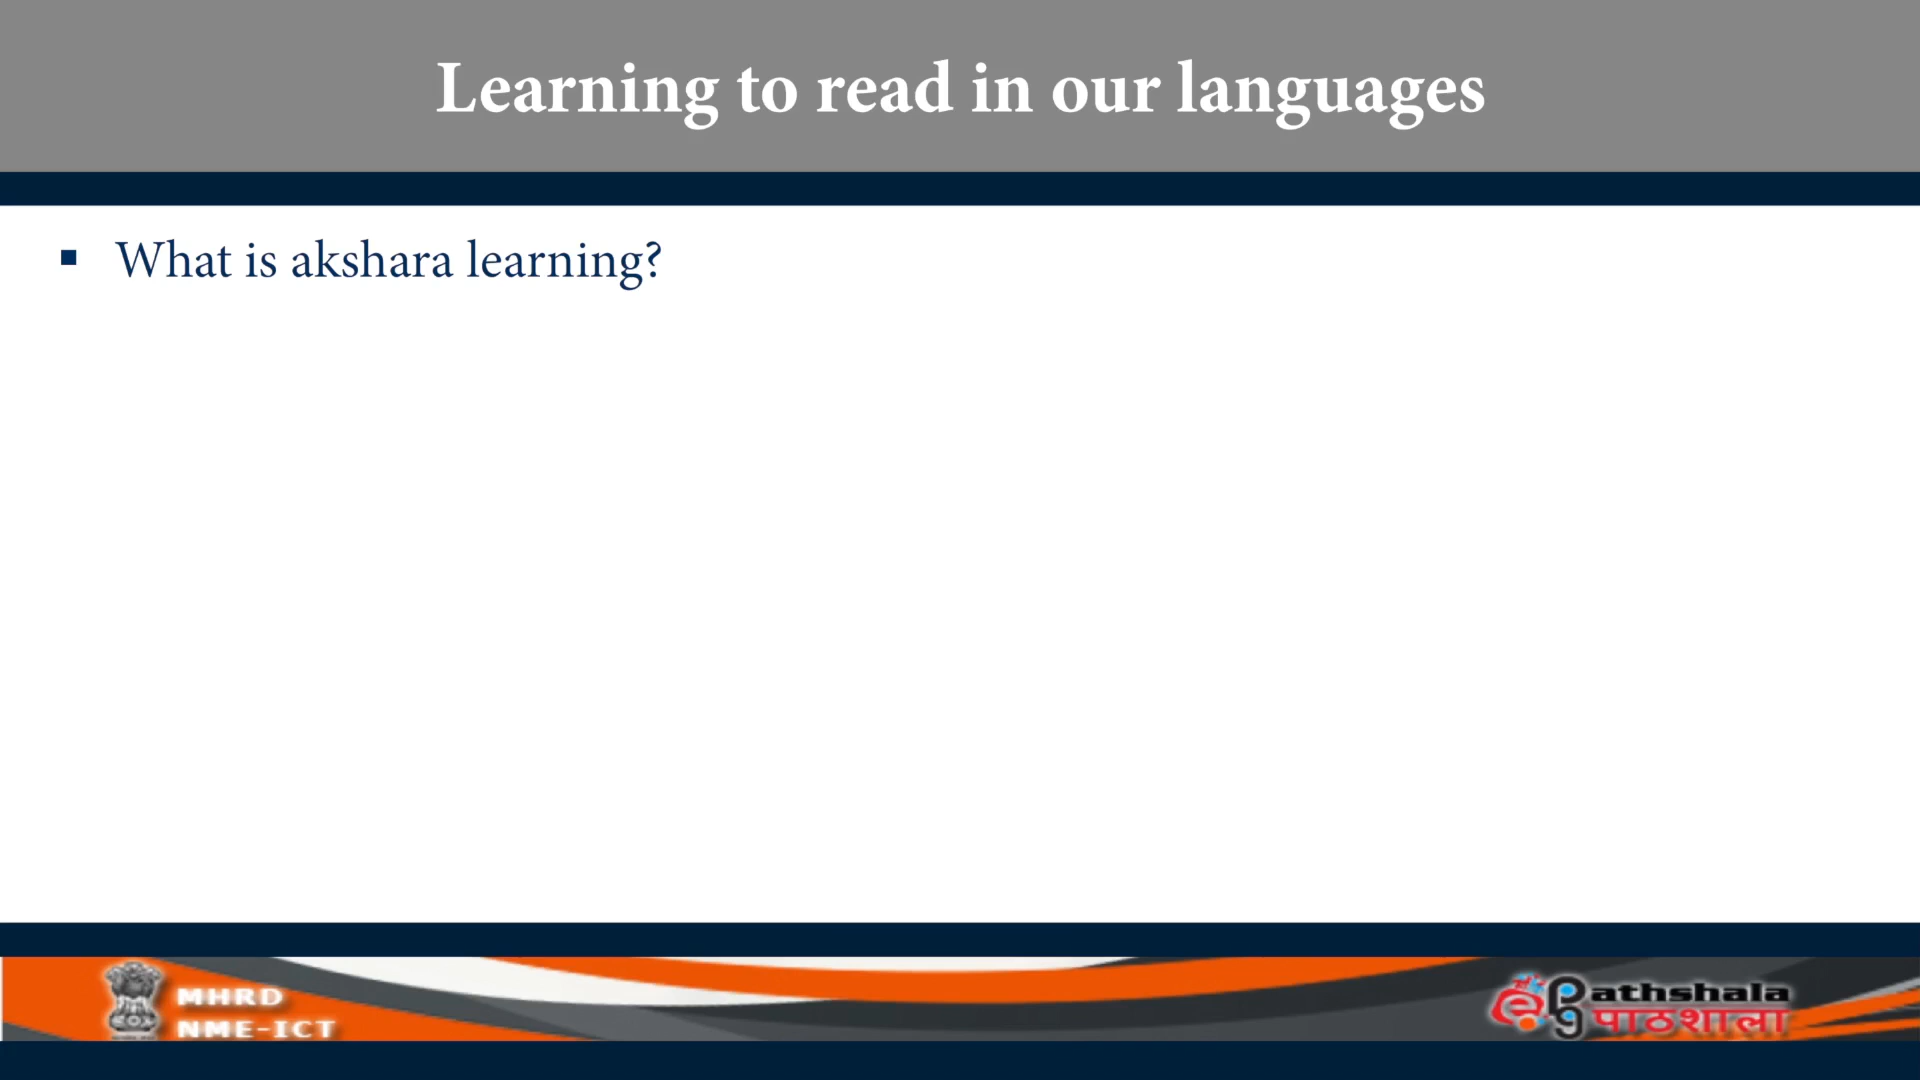 Learning to read in our languages
▪ What is akshara learning?
MHRD
NME-ICT
athshala
पाठशाला